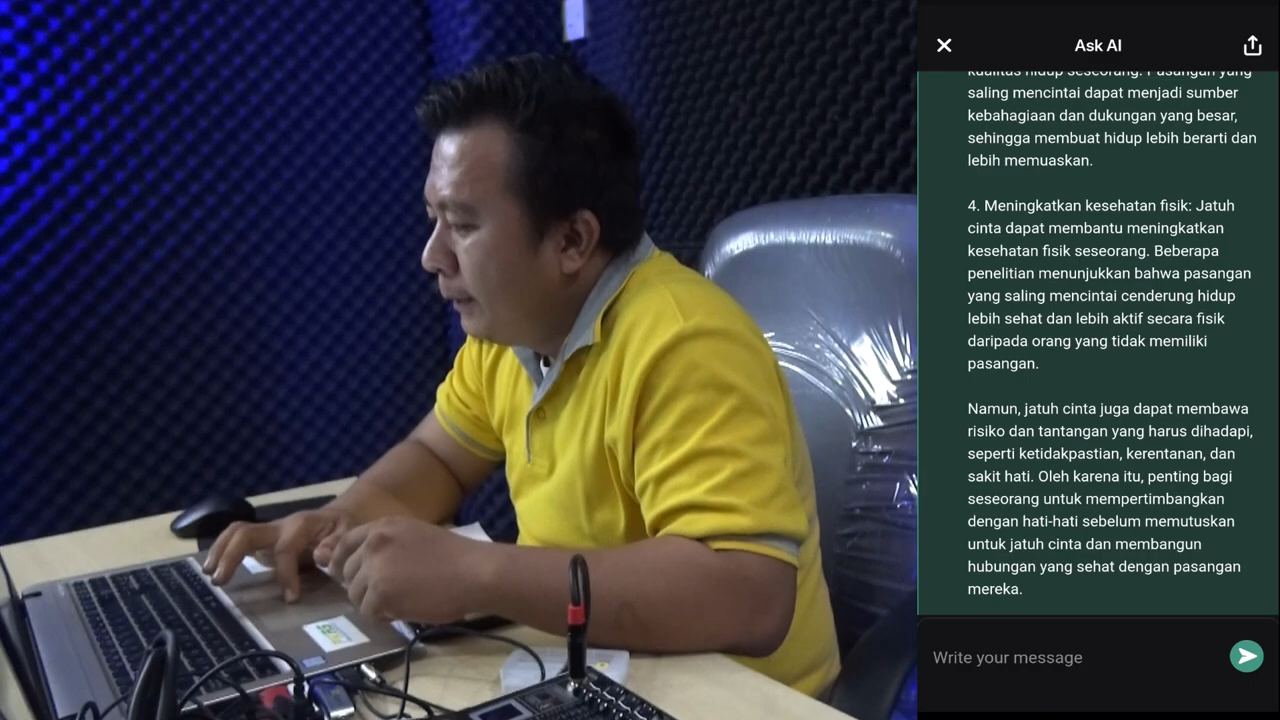 Ask AI
kualitas hidup seseorang. Pasangan yang
saling mencintai dapat menjadi sumber
kebahagiaan dan dukungan yang besar,
sehingga membuat hidup lebih berarti dan
lebih memuaskan.
4. Meningkatkan kesehatan fisik: Jatuh
cinta dapat membantu meningkatkan
kesehatan fisik seseorang. Beberapa
penelitian menunjukkan bahwa pasangan
yang saling mencintai cenderung hidup
lebih sehat dan lebih aktif secara fisik
daripada orang yang tidak memiliki
pasangan.
Namun, jatuh cinta juga dapat membawa
risiko dan tantangan yang harus dihadapi,
seperti ketidakpastian, kerentanan, dan
sakit hati. Oleh karena itu, penting bagi
seseorang untuk mempertimbangkan
dengan hati-hati sebelum memutuskan
untuk jatuh cinta dan membangun
hubungan yang sehat dengan pasangan
mereka.
Write your message